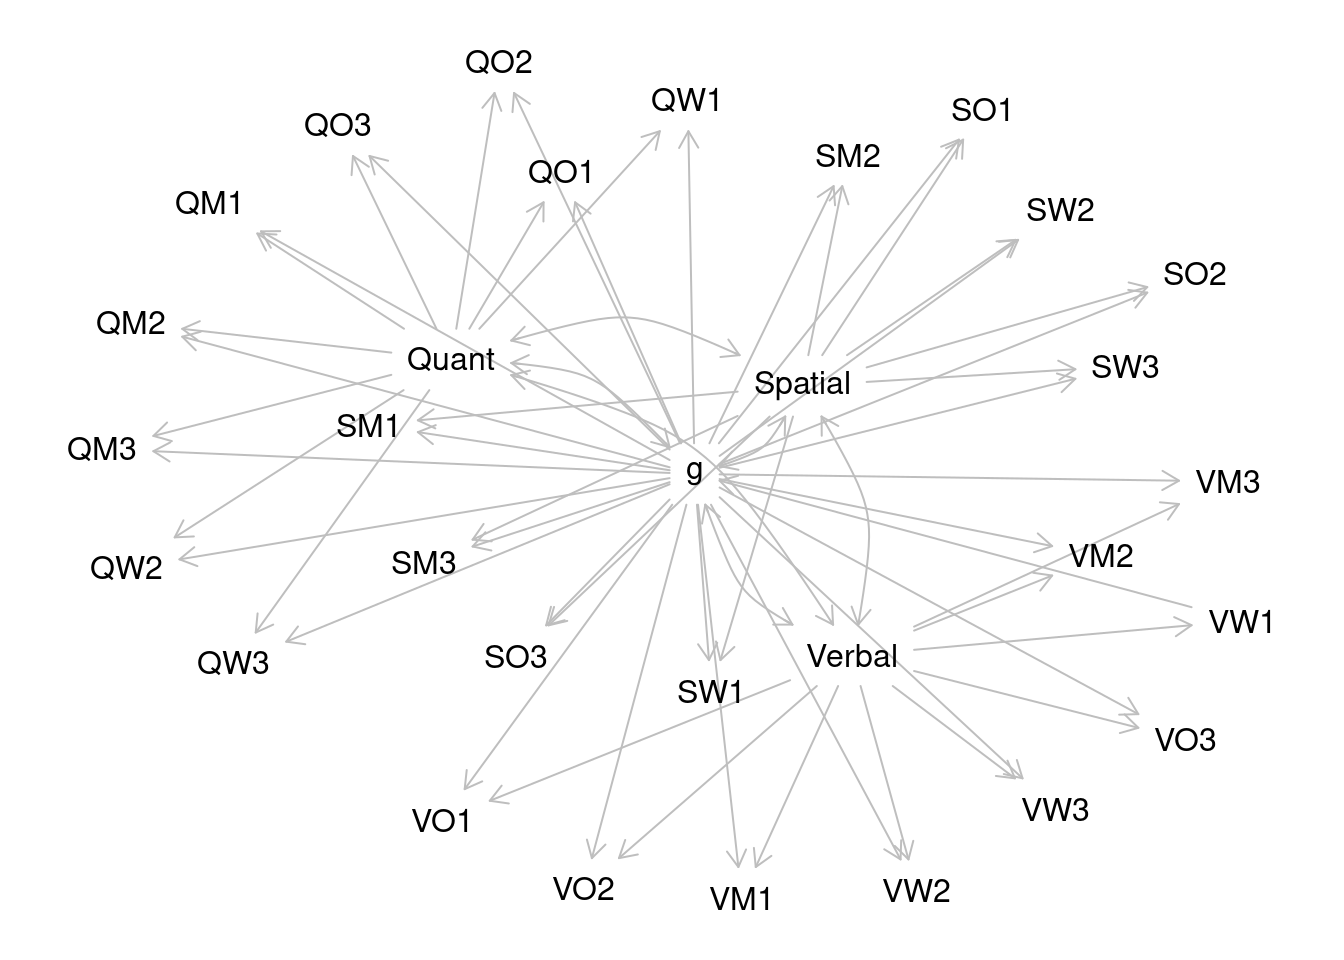 QO2
QW1
SO1
QO3
SM2
QO1
QM1
SW2
SO2
QM2
Quant
SW3
Spatial
SM1
QM3
g
VM3
VM2
SM3
QW2
VW1
SO3
Verbal
QW3
SW1
VO3
VW3
VO1
VO2
VW2
VM1